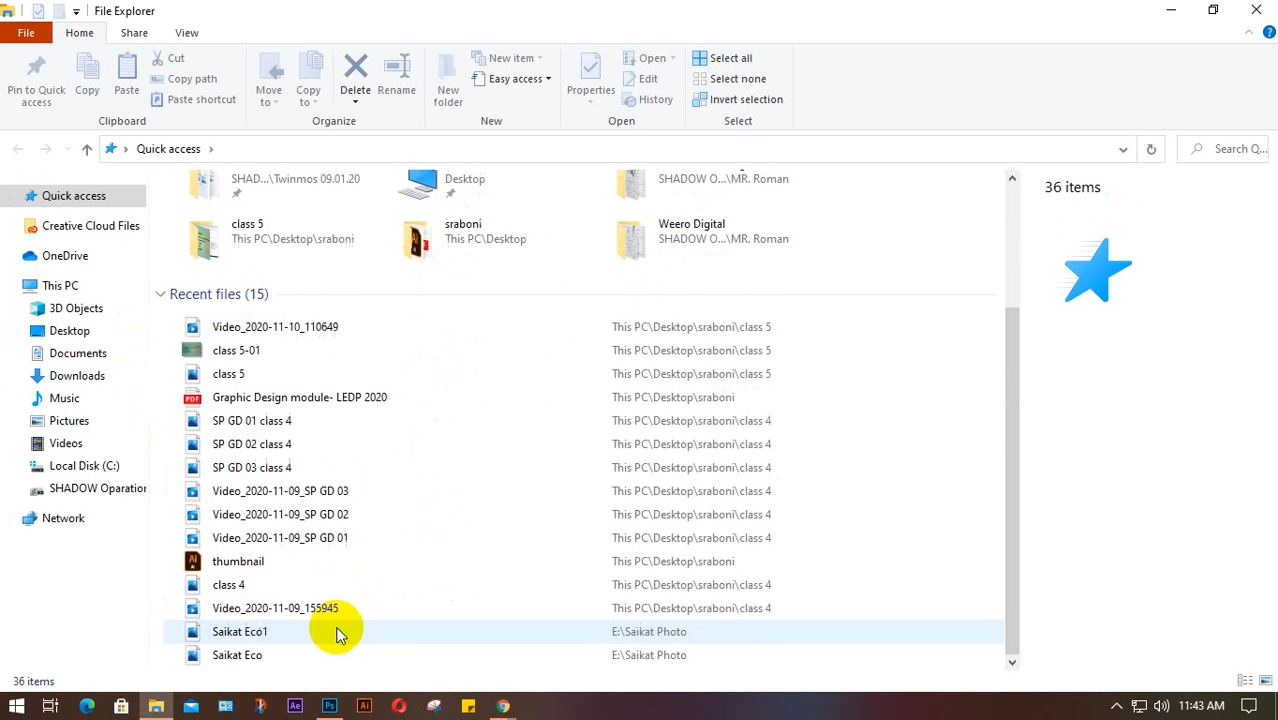 File Explorer
File Home Share View
Pin to Quick access
Copy
Paste
Cut
Copy path
Paste shortcut
Move to
Copy to
Delete
Rename
New folder
New item
Easy access
Properties
Open
Edit
History
Select all
Select none
Invert selection
Clipboard Organize New Open Select
Quick access
Search Q...
Quick access
Creative Cloud Files
OneDrive
This PC
3D Objects
Desktop
Documents
Downloads
Music
Pictures
Videos
Local Disk (C:)
SHADOW Oparation
Network
SHAD...\Twinmos 09.01.20
Desktop
SHADOW O...\MR. Roman
class 5
This PC\Desktop\sraboni
sraboni
This PC\Desktop
Weero Digital
SHADOW O...\MR. Roman
36 items
Recent files (15)
Video_2020-11-10_110649 This PC\Desktop\sraboni\class 5
class 5-01 This PC\Desktop\sraboni\class 5
class 5 This PC\Desktop\sraboni\class 5
Graphic Design module- LEDP 2020 This PC\Desktop\sraboni
SP GD 01 class 4 This PC\Desktop\sraboni\class 4
SP GD 02 class 4 This PC\Desktop\sraboni\class 4
SP GD 03 class 4 This PC\Desktop\sraboni\class 4
Video_2020-11-09_SP GD 03 This PC\Desktop\sraboni\class 4
Video_2020-11-09_SP GD 02 This PC\Desktop\sraboni\class 4
Video_2020-11-09_SP GD 01 This PC\Desktop\sraboni\class 4
thumbnail This PC\Desktop\sraboni
class 4 This PC\Desktop\sraboni\class 4
Video_2020-11-09_155945 This PC\Desktop\sraboni\class 4
Saikat Eco1 E:\Saikat Photo
Saikat Eco E:\Saikat Photo
36 items
11:43 AM